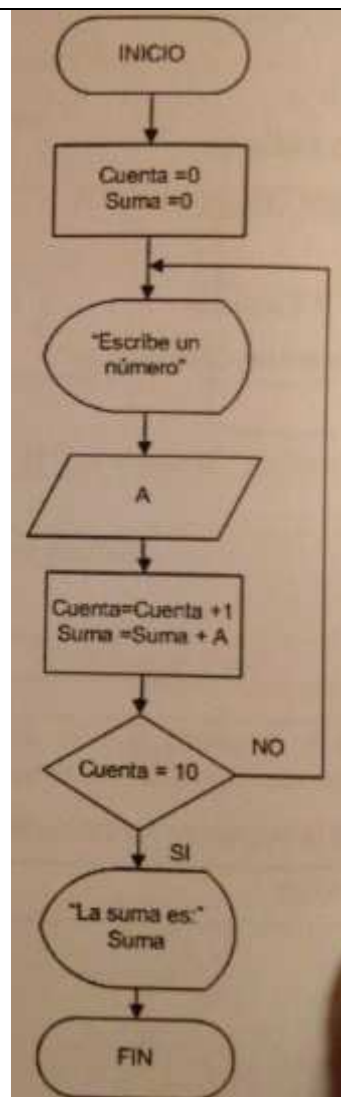 INICIO
Cuenta =0
Suma =0
"Escribe un
número"
A
Cuenta=Cuenta +1
Suma =Suma + A
Cuenta = 10
NO
SI
"La suma es:"
Suma
FIN